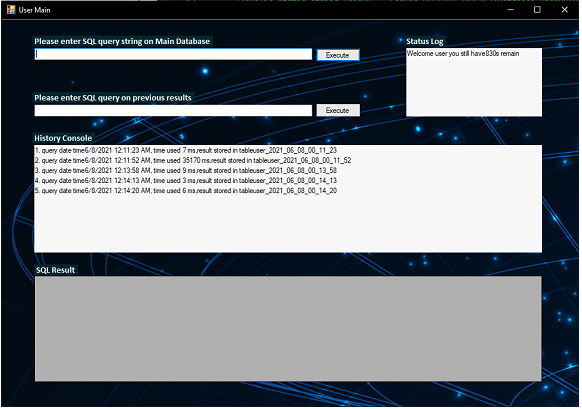 User Main
Please enter SQL query string on Main Database
Execute
Status Log
Welcome user you still have830s remain
Please enter SQL query on previous results
Execute
History Console
1. query date time6/8/2021 12:11:23 AM, time used 7 ms,result stored in tableuser_2021_06_08_00_11_23
2. query date time6/8/2021 12:11:52 AM, time used 35170 ms.result stored in tableuser_2021_06_08_00_11_52
3. query date time6/8/2021 12:13:58 AM, time used 9 ms,result stored in tableuser_2021_06_08_00_13_58
4. query date time6/8/2021 12:14:13 AM, time used 3 ms,result stored in tableuser_2021_06_08_00_14_13
5. query date time6/8/2021 12:14:20 AM, time used 6 ms,result stored in tableuser_2021_06_08_00_14_20
SQL Result